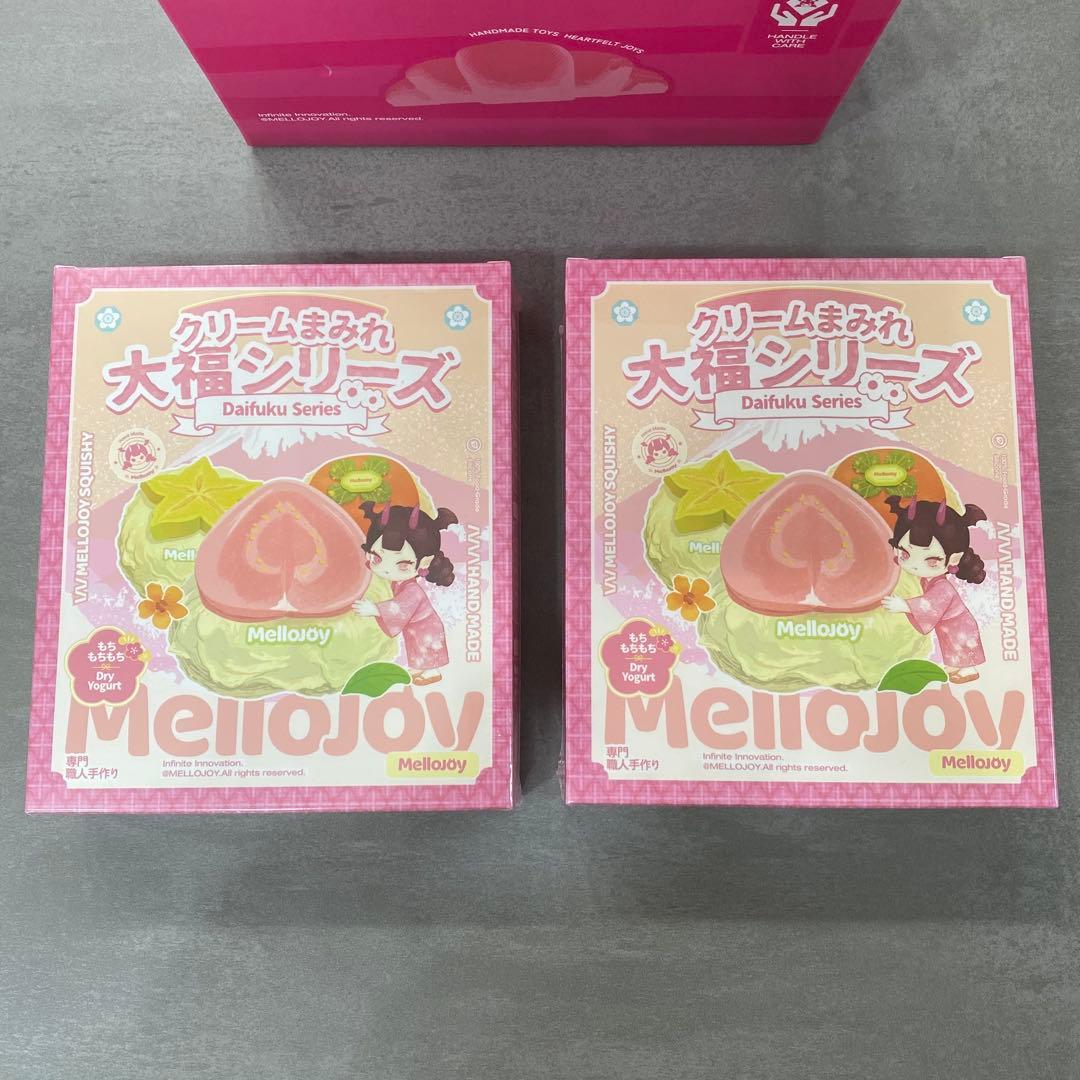 HANDMADE TOYS HEARTFELT JOYS
HANDLE
WITH
CARE
Infinite Innovation.
@MELLOJOY.All rights reserved.
クリームまみれ
大福シリーズ
Daifuku Series
MELLOJOY SQUISHY
HANDMADE
Mellojoy
Mello
MelloJoy
もち
もちもち
Dry
Yogurt
MelloJoy
専門
職人手作り
Infinite Innovation.
@MELLOJOY.All rights reserved.
MelloJoy
クリームまみれ
大福シリーズ
Daifuku Series
MELLOJOY SQUISHY
HANDMADE
Mellojoy
Mello
MelloJoy
もち
もちもち
Dry
Yogurt
MelloJoy
専門
職人手作り
Infinite Innovation.
@MELLOJOY.All rights reserved.
MelloJoy